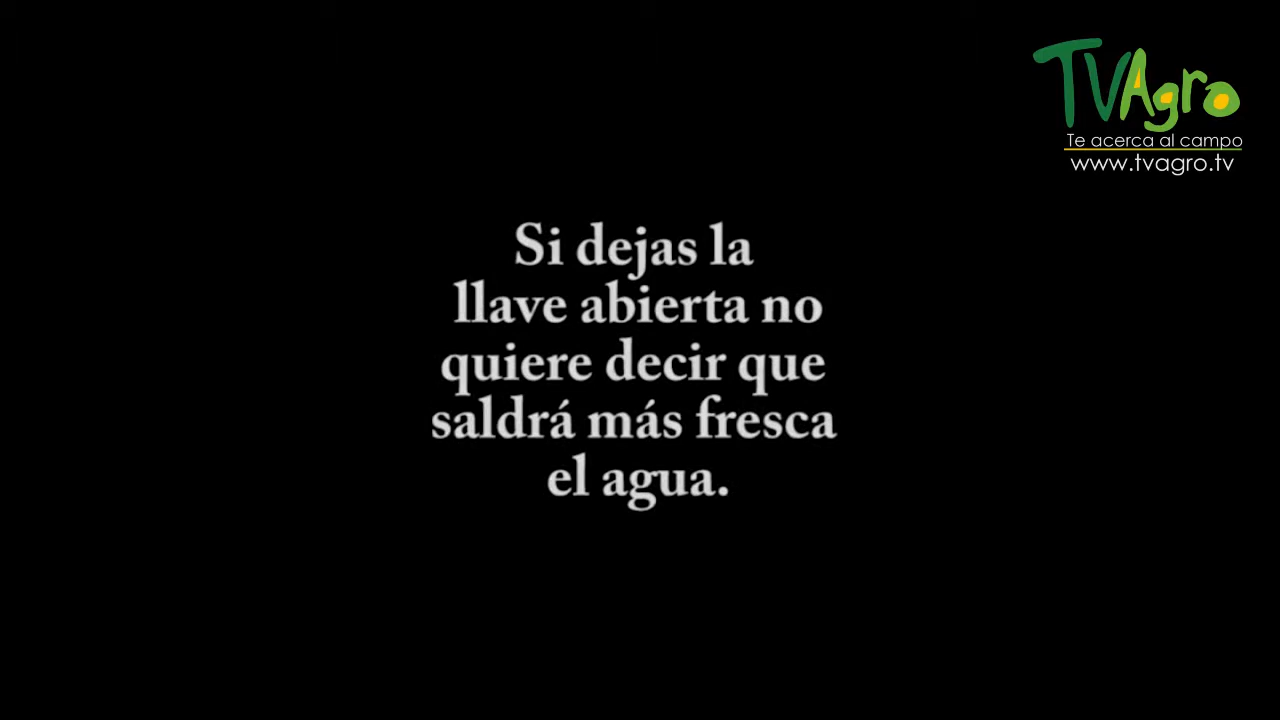 TVAgro
Te acerca al campo
www.tvagro.tv
Si dejas la
llave abierta no
quiere decir que
saldrá más fresca
el agua.